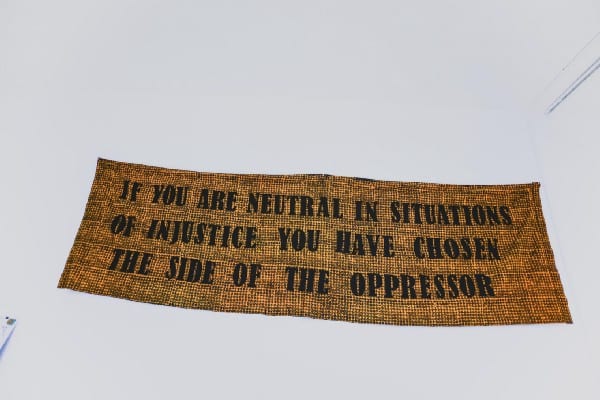 IF YOU ARE NEUTRAL IN SITUATIONS
OF INJUSTICE YOU HAVE CHOSEN
THE SIDE OF THE OPPRESSOR